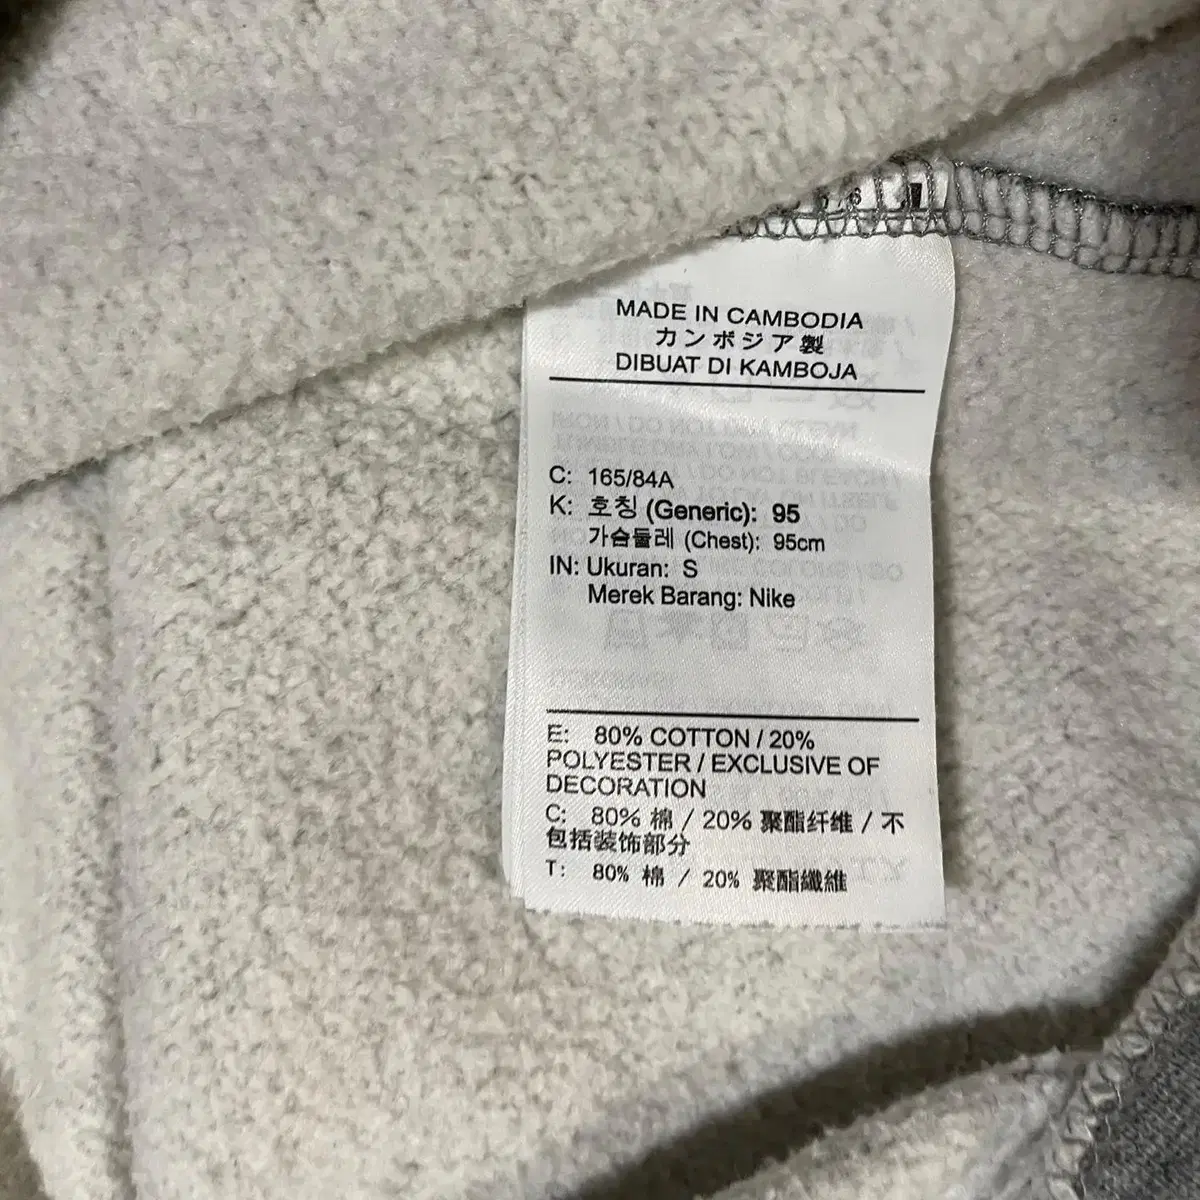 MADE IN CAMBODIA
カンボジア製
DIBUAT DI KAMBOJA
C: 165/84A
K: 호칭 (Generic): 95
가슴둘레 (Chest): 95cm
IN: Ukuran: S
Merek Barang: Nike
E: 80% COTTON / 20%
POLYESTER / EXCLUSIVE OF
DECORATION
C: 80% 棉 / 20% 聚酯纤维 / 不
包括装饰部分
T: 80% 棉 / 20% 聚酯纖維